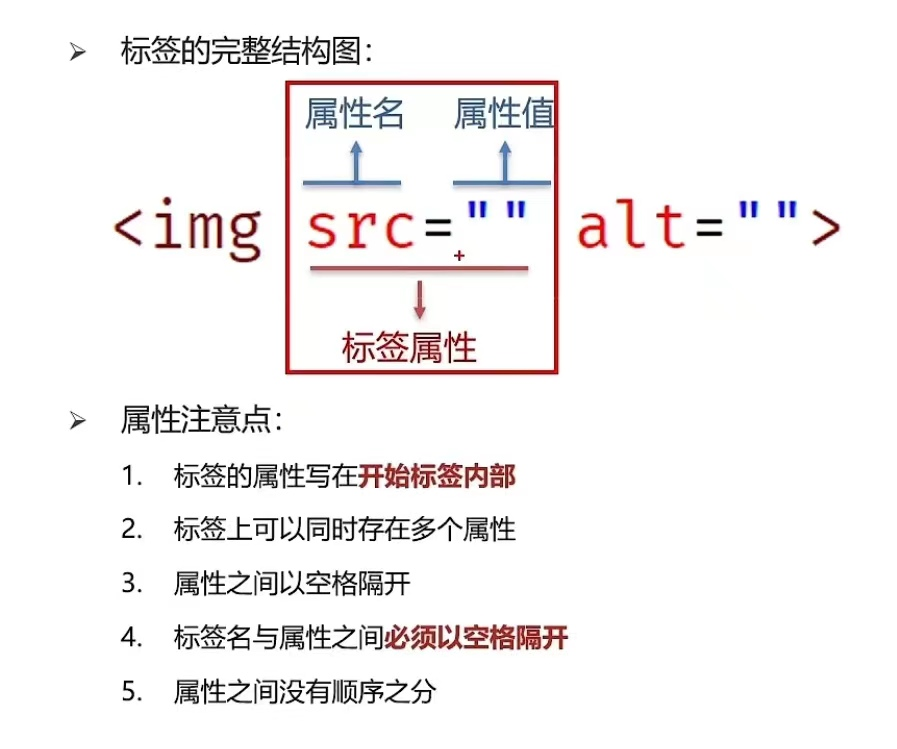 ➢ 标签的完整结构图：
属性名 属性值
<img src="" alt="">
标签属性
➢ 属性注意点：
1. 标签的属性写在开始标签内部
2. 标签上可以同时存在多个属性
3. 属性之间以空格隔开
4. 标签名与属性之间必须以空格隔开
5. 属性之间没有顺序之分